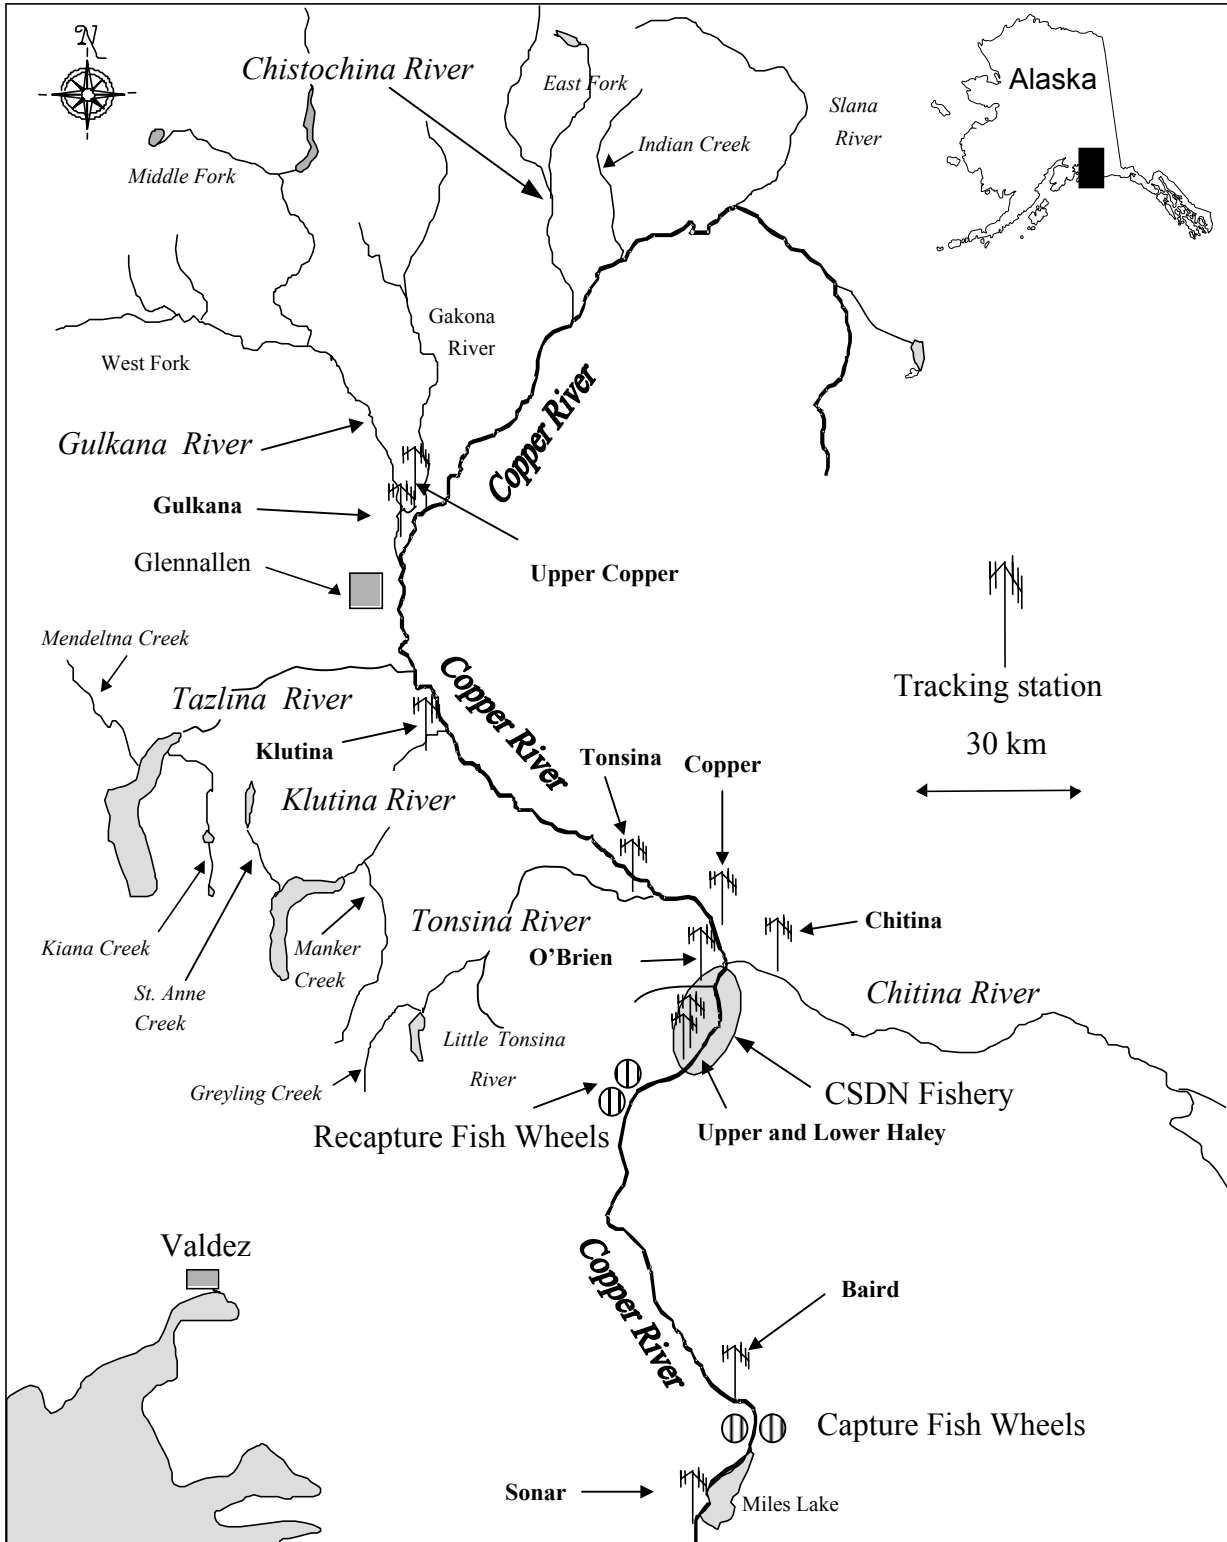 N
Chistochina River
East Fork
Slana
River
Alaska
Indian Creek
Middle Fork
Gakona
River
West Fork
Copper River
Gulkana River
Gulkana
Glennallen
Upper Copper
Mendeltna Creek
Copper River
Tazlina River
Tracking station
Klutina
30 km
Tonsina
Copper
Klutina River
Tonsina River
Chitina
Kiana Creek
Manker
Creek
O'Brien
St. Anne
Creek
Chitina River
Little Tonsina
River
Greyling Creek
CSDN Fishery
Recapture Fish Wheels
Upper and Lower Haley
Valdez
Copper River
Baird
Capture Fish Wheels
Sonar
Miles Lake